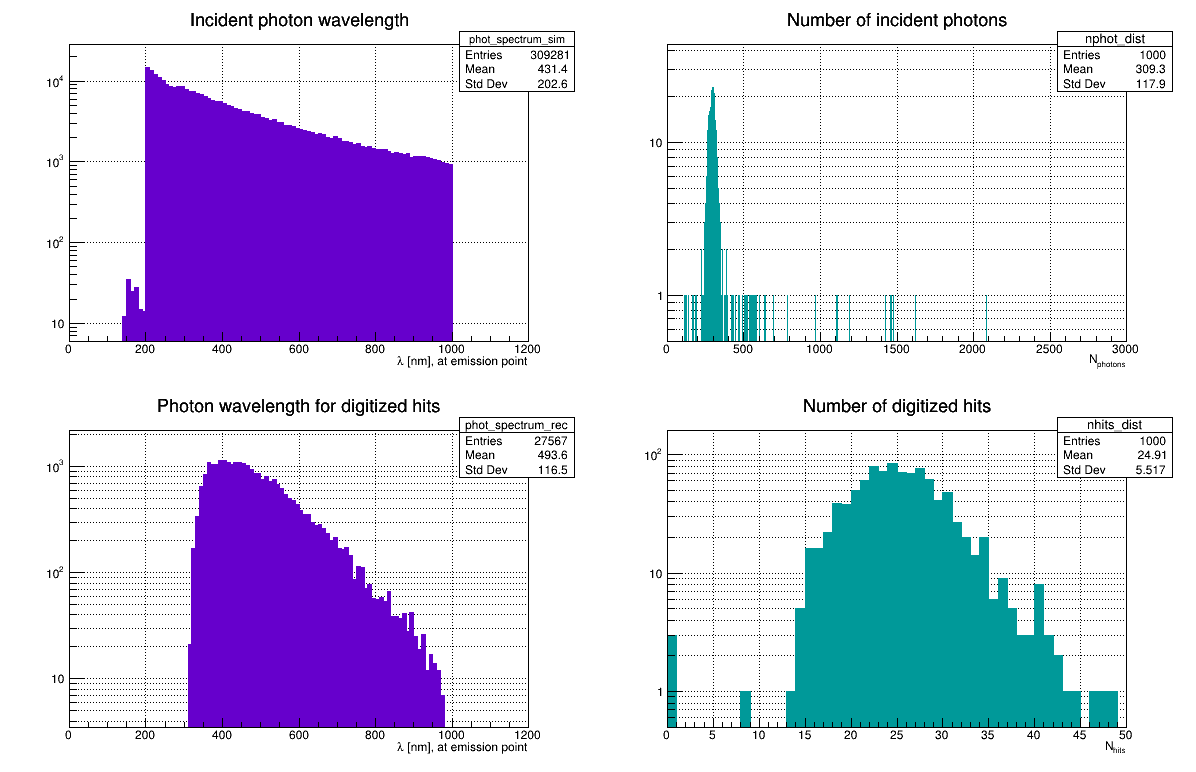 Incident photon wavelength
phot_spectrum_sim
Entries 309281
Mean 431.4
Std Dev 202.6
10^4
10^3
10^2
10
0 200 400 600 800 1000 1200
λ [nm], at emission point
Number of incident photons
nphot_dist
Entries 1000
Mean 309.3
Std Dev 117.9
10
1
0 500 1000 1500 2000 2500 3000
N_photons
Photon wavelength for digitized hits
phot_spectrum_rec
Entries 27567
Mean 493.6
Std Dev 116.5
10^3
10^2
10
0 200 400 600 800 1000 1200
λ [nm], at emission point
Number of digitized hits
nhits_dist
Entries 1000
Mean 24.91
Std Dev 5.517
10^2
10
1
0 5 10 15 20 25 30 35 40 45 50
N_hits